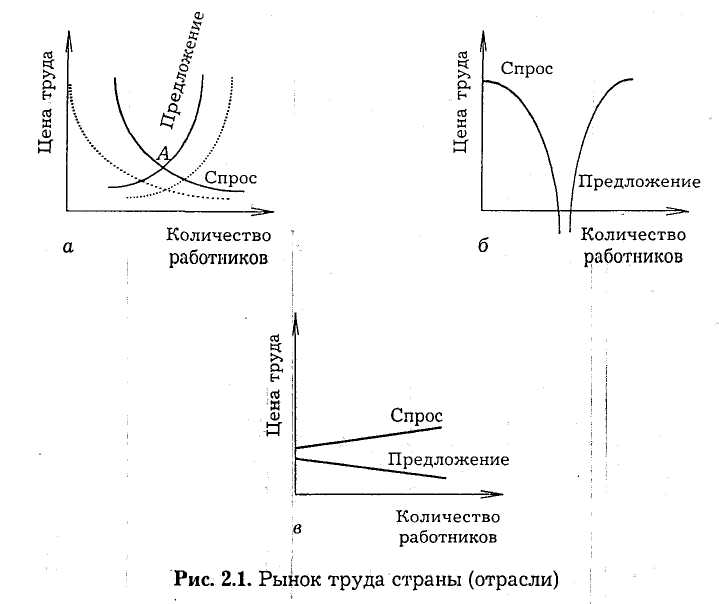 Цена труда
Предложение
А
Спрос
Количество
работников
а
Цена труда
Спрос
Предложение
Количество
работников
б
Цена труда
Спрос
Предложение
Количество
работников
в
Рис. 2.1. Рынок труда страны (отрасли)